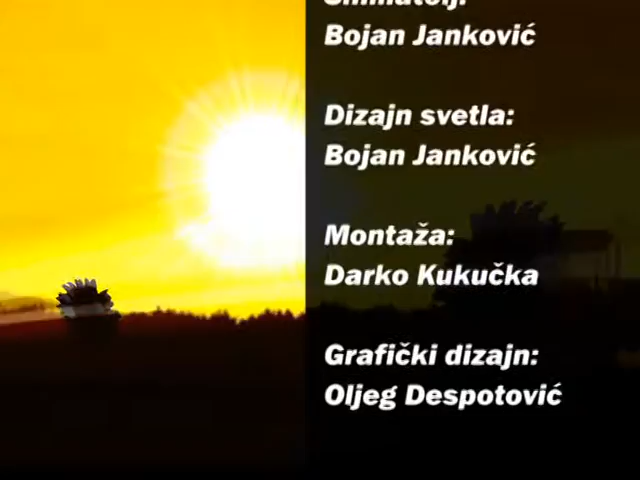 Bojan Janković
Dizajn svetla:
Bojan Janković
Montaža:
Darko Kukučka
Grafički dizajn:
Oljeg Despotović